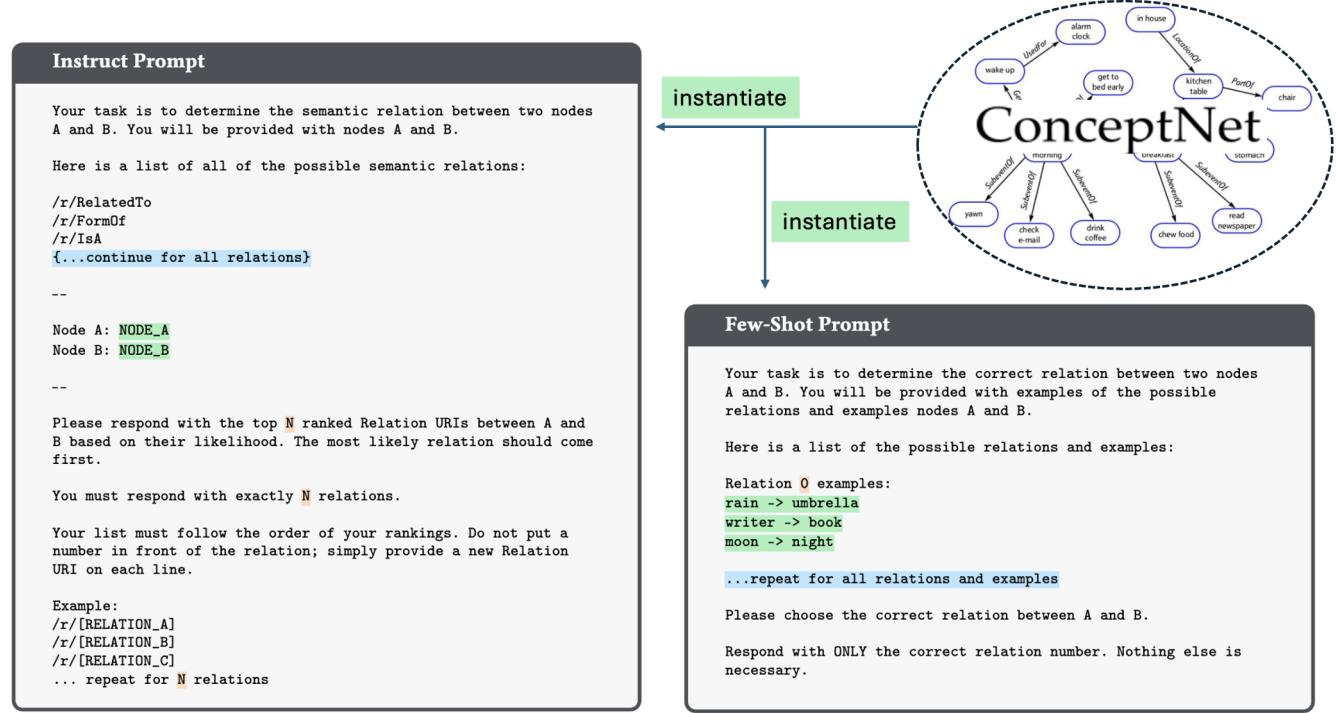 Instruct Prompt
Your task is to determine the semantic relation between two nodes
A and B. You will be provided with nodes A and B.
Here is a list of all of the possible semantic relations:
/r/RelatedTo
/r/FormOf
/r/IsA
{...continue for all relations}
--
Node A: NODE_A
Node B: NODE_B
--
Please respond with the top N ranked Relation URIs between A and
B based on their likelihood. The most likely relation should come
first.
You must respond with exactly N relations.
Your list must follow the order of your rankings. Do not put a
number in front of the relation; simply provide a new Relation
URI on each line.
Example:
/r/[RELATION_A]
/r/[RELATION_B]
/r/[RELATION_C]
... repeat for N relations
instantiate
instantiate
alarm
clock
in house
UsedFor
LocationOf
wake up
get to
bed early
kitchen
table
PartOf
chair
ConceptNet
morning
breakfast
stomach
SubeventOf
SubeventOf
SubeventOf
SubeventOf
SubeventOf
yawn
check
e-mail
drink
coffee
chew food
read
newspaper
Few-Shot Prompt
Your task is to determine the correct relation between two nodes
A and B. You will be provided with examples of the possible
relations and examples nodes A and B.
Here is a list of the possible relations and examples:
Relation 0 examples:
rain -> umbrella
writer -> book
moon -> night
...repeat for all relations and examples
Please choose the correct relation between A and B.
Respond with ONLY the correct relation number. Nothing else is
necessary.